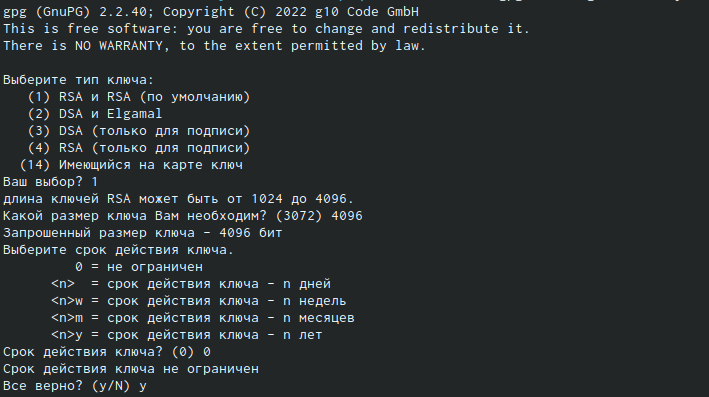 gpg (GnuPG) 2.2.40; Copyright (C) 2022 g10 Code GmbH
This is free software: you are free to change and redistribute it.
There is NO WARRANTY, to the extent permitted by law.

Выберите тип ключа:
   (1) RSA и RSA (по умолчанию)
   (2) DSA и Elgamal
   (3) DSA (только для подписи)
   (4) RSA (только для подписи)
  (14) Имеющийся на карте ключ
Ваш выбор? 1
длина ключей RSA может быть от 1024 до 4096.
Какой размер ключа Вам необходим? (3072) 4096
Запрошенный размер ключа - 4096 бит
Выберите срок действия ключа.
         0 = не ограничен
      <n>  = срок действия ключа - n дней
      <n>w = срок действия ключа - n недель
      <n>m = срок действия ключа - n месяцев
      <n>y = срок действия ключа - n лет
Срок действия ключа? (0) 0
Срок действия ключа не ограничен
Все верно? (y/N) y